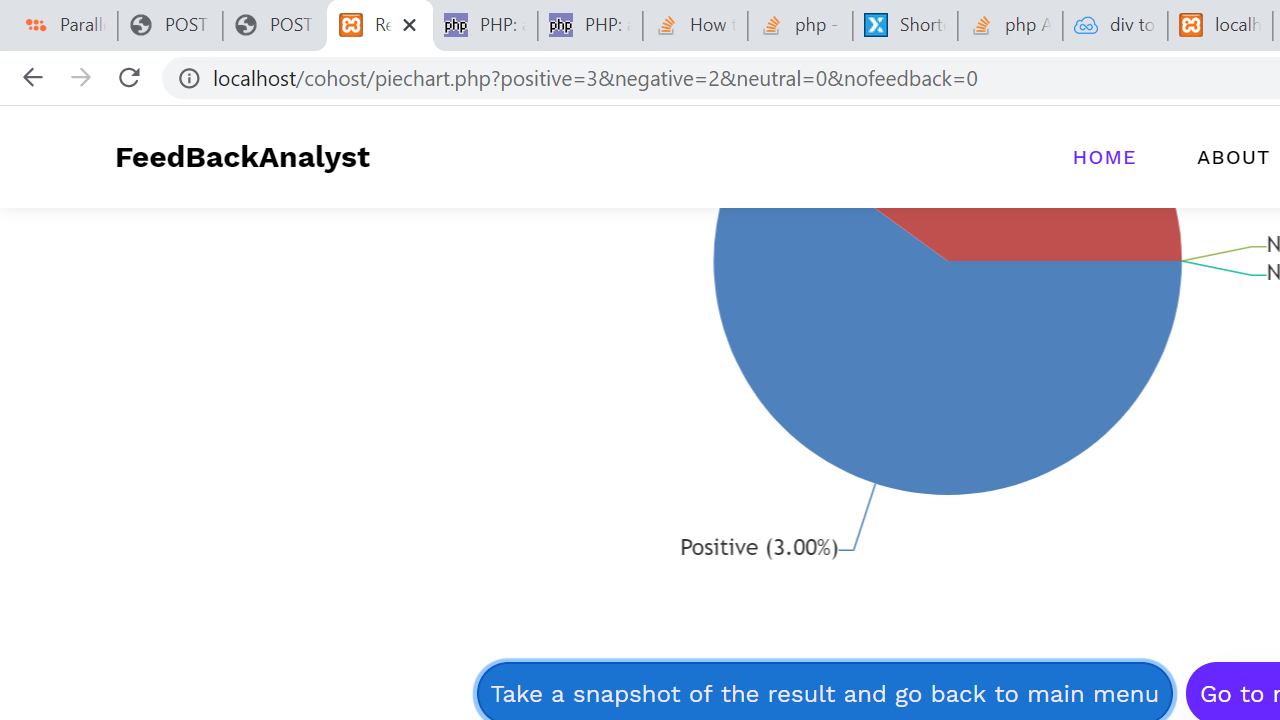 Parall POST POST Re php PHP: php PHP: How php - Short php A div to localh
localhost/cohost/piechart.php?positive=3&negative=2&neutral=0&nofeedback=0
FeedBackAnalyst HOME ABOUT
N
N
Positive (3.00%)
Take a snapshot of the result and go back to main menu Go to